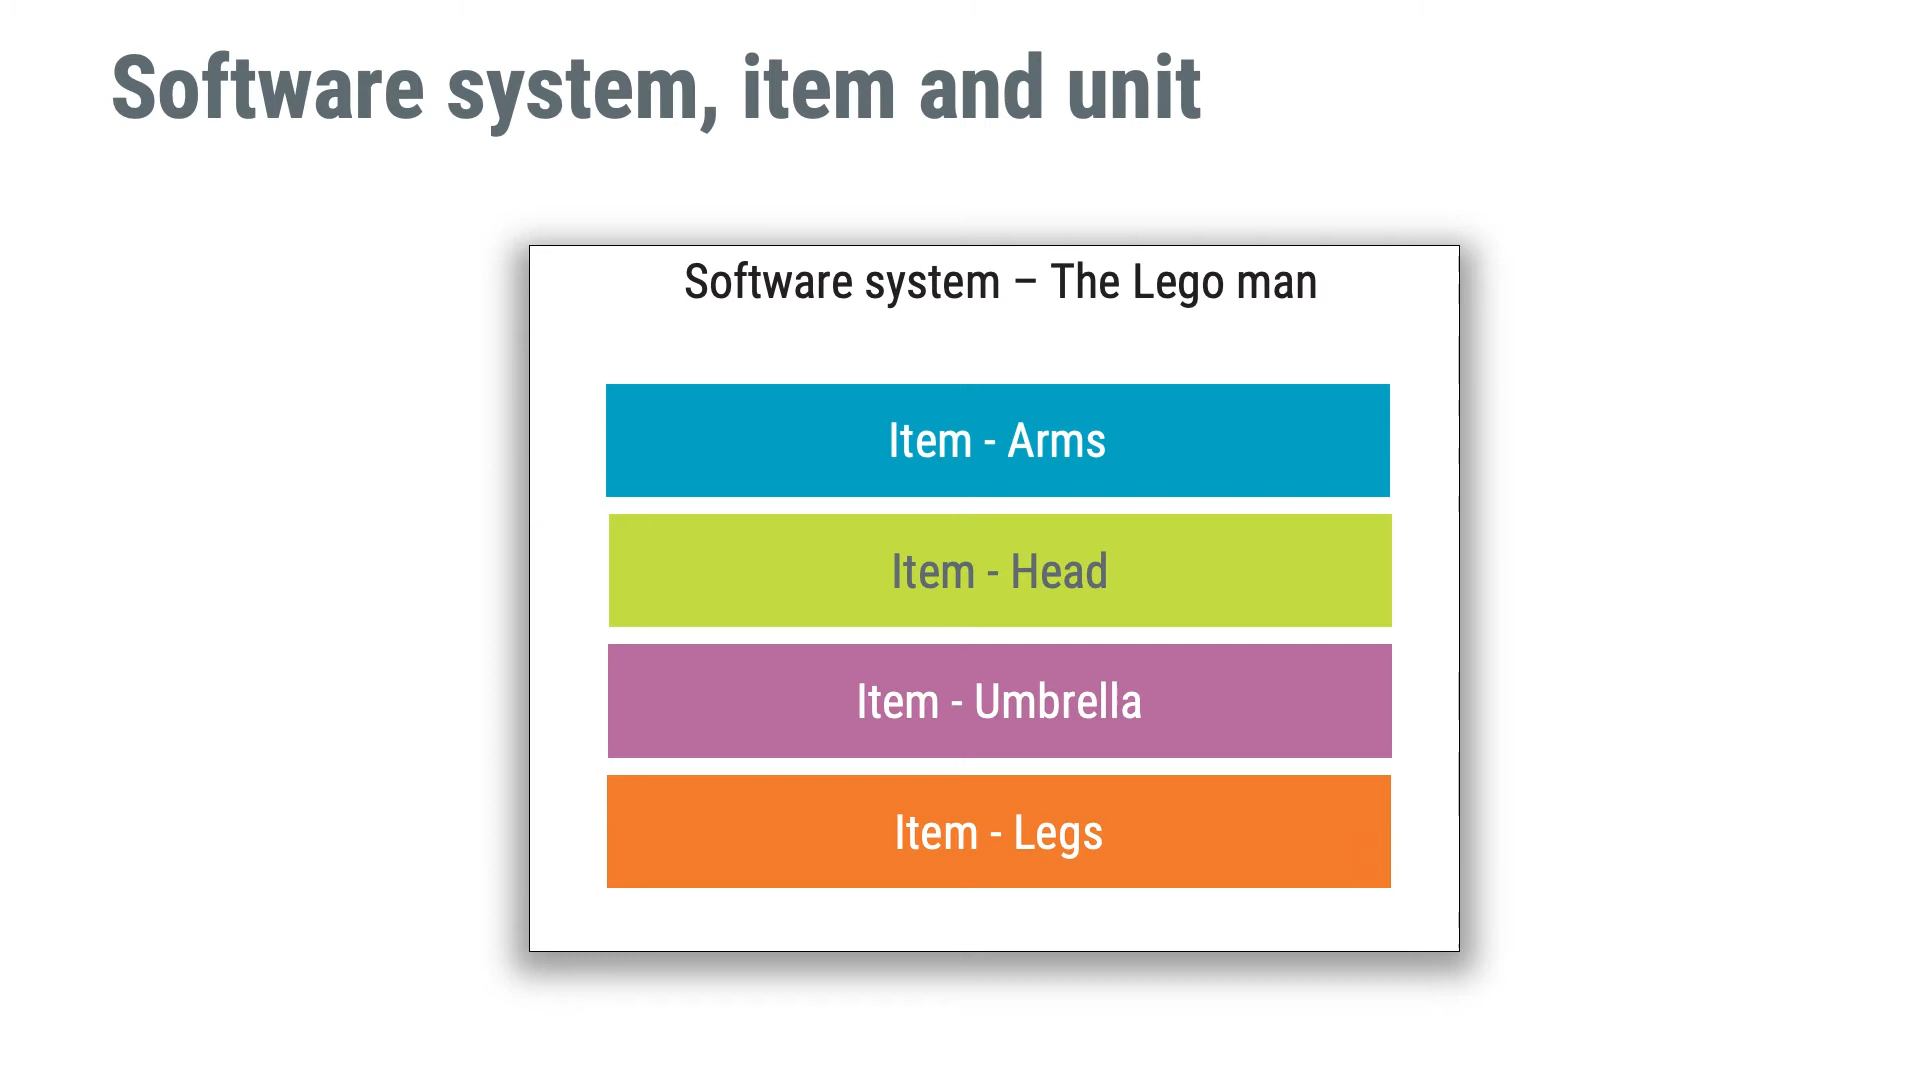 Software system, item and unit
Software system – The Lego man
Item - Arms
Item - Head
Item - Umbrella
Item - Legs